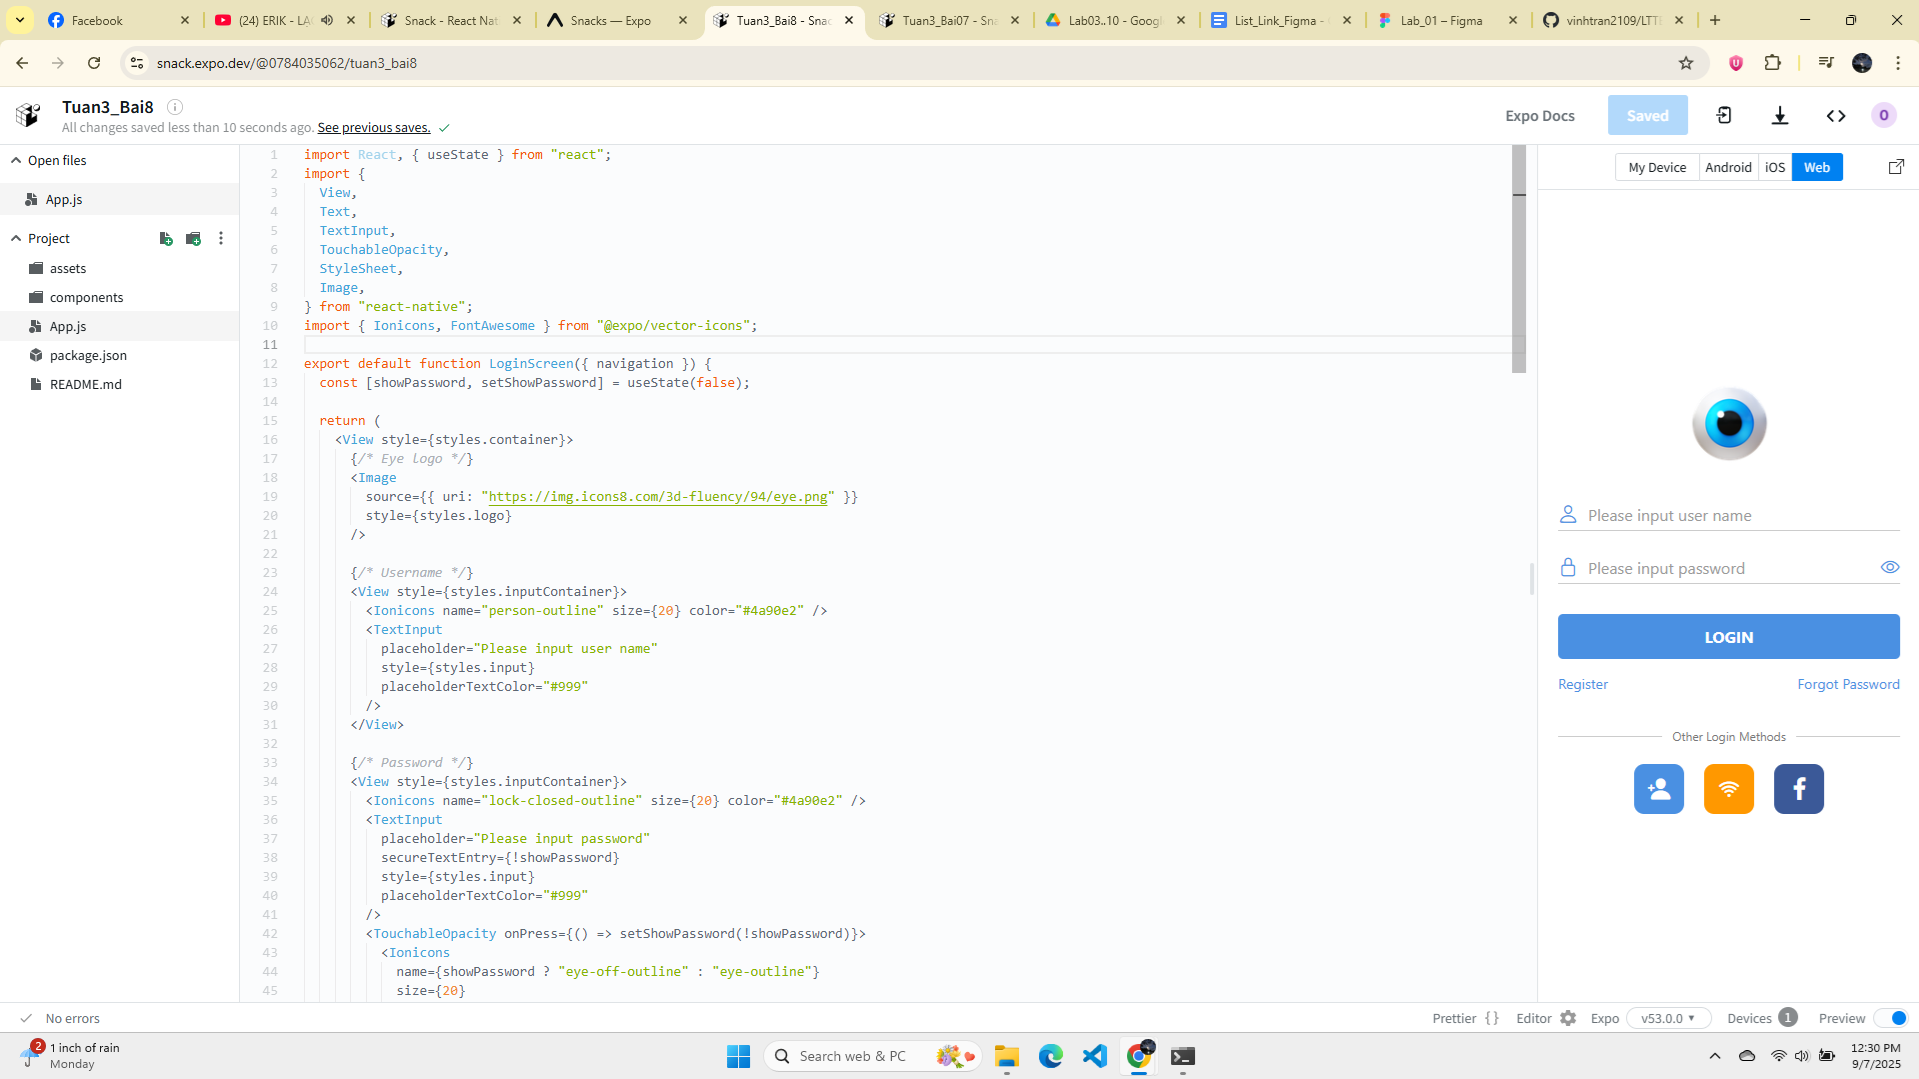 Facebook
(24) ERIK - LA
Snack - React Nat
Snacks — Expo
Tuan3_Bai8 - Snac
Tuan3_Bai07 - Sna
Lab03..10 - Googl
List_Link_Figma -
Lab_01 – Figma
vinhtran2109/LTT
snack.expo.dev/@0784035062/tuan3_bai8
Tuan3_Bai8
All changes saved less than 10 seconds ago. See previous saves.
Expo Docs
Saved
O
Open files
App.js
Project
assets
components
App.js
package.json
README.md
1 import React, { useState } from "react";
2 import {
3 View,
4 Text,
5 TextInput,
6 TouchableOpacity,
7 StyleSheet,
8 Image,
9 } from "react-native";
10 import { Ionicons, FontAwesome } from "@expo/vector-icons";
11
12 export default function LoginScreen({ navigation }) {
13 const [showPassword, setShowPassword] = useState(false);
14
15 return (
16 <View style={styles.container}>
17 {/* Eye logo */}
18 <Image
19 source={{ uri: "https://img.icons8.com/3d-fluency/94/eye.png" }}
20 style={styles.logo}
21 />
22
23 {/* Username */}
24 <View style={styles.inputContainer}>
25 <Ionicons name="person-outline" size={20} color="#4a90e2" />
26 <TextInput
27 placeholder="Please input user name"
28 style={styles.input}
29 placeholderTextColor="#999"
30 />
31 </View>
32
33 {/* Password */}
34 <View style={styles.inputContainer}>
35 <Ionicons name="lock-closed-outline" size={20} color="#4a90e2" />
36 <TextInput
37 placeholder="Please input password"
38 secureTextEntry={!showPassword}
39 style={styles.input}
40 placeholderTextColor="#999"
41 />
42 <TouchableOpacity onPress={() => setShowPassword(!showPassword)}>
43 <Ionicons
44 name={showPassword ? "eye-off-outline" : "eye-outline"}
45 size={20}
My Device
Android
iOS
Web
Please input user name
Please input password
LOGIN
Register
Forgot Password
Other Login Methods
No errors
Prettier {}
Editor
Expo
v53.0.0
Devices 1
Preview
2
1 inch of rain
Monday
Search web & PC
12:30 PM
9/7/2025